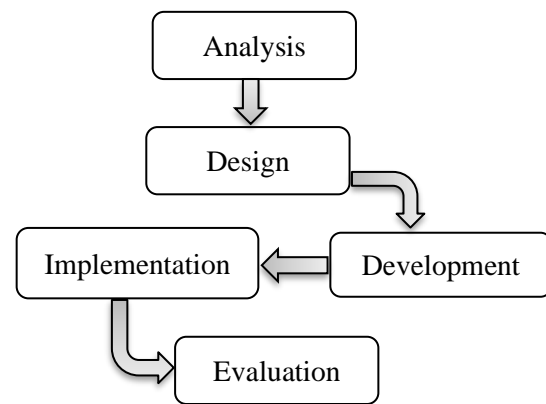 Analysis
Design
Development
Implementation
Evaluation